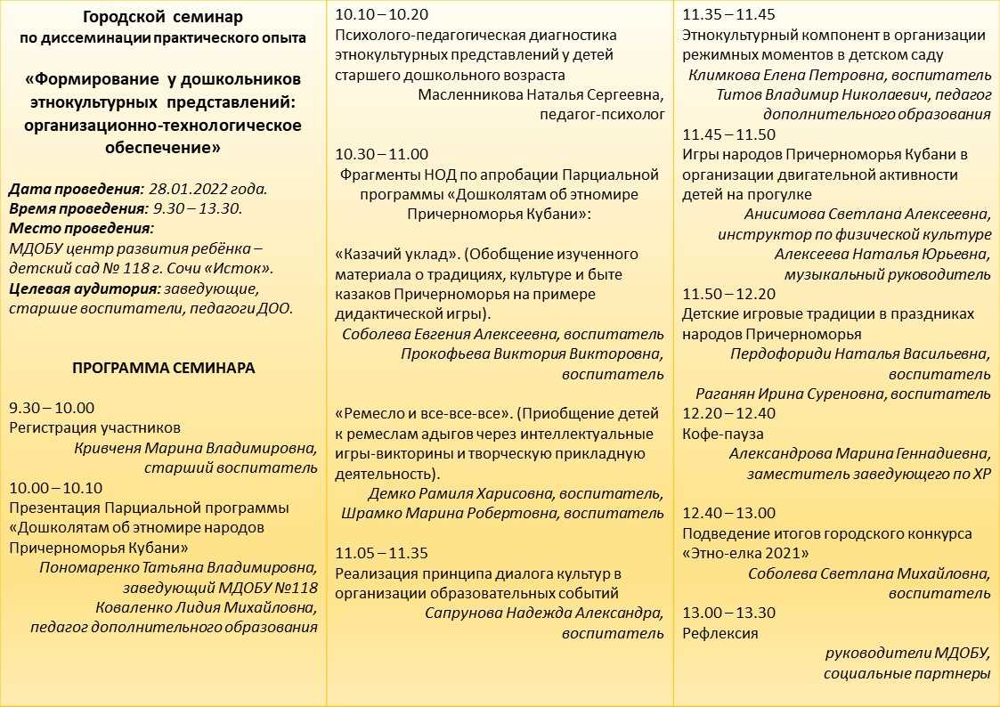 Городской семинар
по диссеминации практического опыта
«Формирование у дошкольников
этнокультурных представлений:
организационно-технологическое
обеспечение»
Дата проведения: 28.01.2022 года.
Время проведения: 9.30 – 13.30.
Место проведения:
МДОБУ центр развития ребёнка –
детский сад № 118 г. Сочи «Исток».
Целевая аудитория: заведующие,
старшие воспитатели, педагоги ДОО.
ПРОГРАММА СЕМИНАРА
9.30 – 10.00
Регистрация участников
Кривченя Марина Владимировна,
старший воспитатель
10.00 – 10.10
Презентация Парциальной программы
«Дошколятам об этномире народов
Причерноморья Кубани»
Пономаренко Татьяна Владимировна,
заведующий МДОБУ №118
Коваленко Лидия Михайловна,
педагог дополнительного образования
10.10 – 10.20
Психолого-педагогическая диагностика
этнокультурных представлений у детей
старшего дошкольного возраста
Масленникова Наталья Сергеевна,
педагог-психолог
10.30 – 11.00
Фрагменты НОД по апробации Парциальной
программы «Дошколятам об этномире
Причерноморья Кубани»:
«Казачий уклад». (Обобщение изученного
материала о традициях, культуре и быте
казаков Причерноморья на примере
дидактической игры).
Соболева Евгения Алексеевна, воспитатель
Прокофьева Виктория Викторовна,
воспитатель
«Ремесло и все-все-все». (Приобщение детей
к ремеслам адыгов через интеллектуальные
игры-викторины и творческую прикладную
деятельность).
Демко Рамиля Харисовна, воспитатель,
Шрамко Марина Робертовна, воспитатель
11.05 – 11.35
Реализация принципа диалога культур в
организации образовательных событий
Сапрунова Надежда Александра,
воспитатель
11.35 – 11.45
Этнокультурный компонент в организации
режимных моментов в детском саду
Климкова Елена Петровна, воспитатель
Титов Владимир Николаевич, педагог
дополнительного образования
11.45 – 11.50
Игры народов Причерноморья Кубани в
организации двигательной активности
детей на прогулке
Анисимова Светлана Алексеевна,
инструктор по физической культуре
Алексеева Наталья Юрьевна,
музыкальный руководитель
11.50 – 12.20
Детские игровые традиции в праздниках
народов Причерноморья
Пердофориди Наталья Васильевна,
воспитатель
Раганян Ирина Суреновна, воспитатель
12.20 – 12.40
Кофе-пауза
Александрова Марина Геннадиевна,
заместитель заведующего по ХР
12.40 – 13.00
Подведение итогов городского конкурса
«Этно-елка 2021»
Соболева Светлана Михайловна,
воспитатель
13.00 – 13.30
Рефлексия
руководители МДОБУ,
социальные партнеры